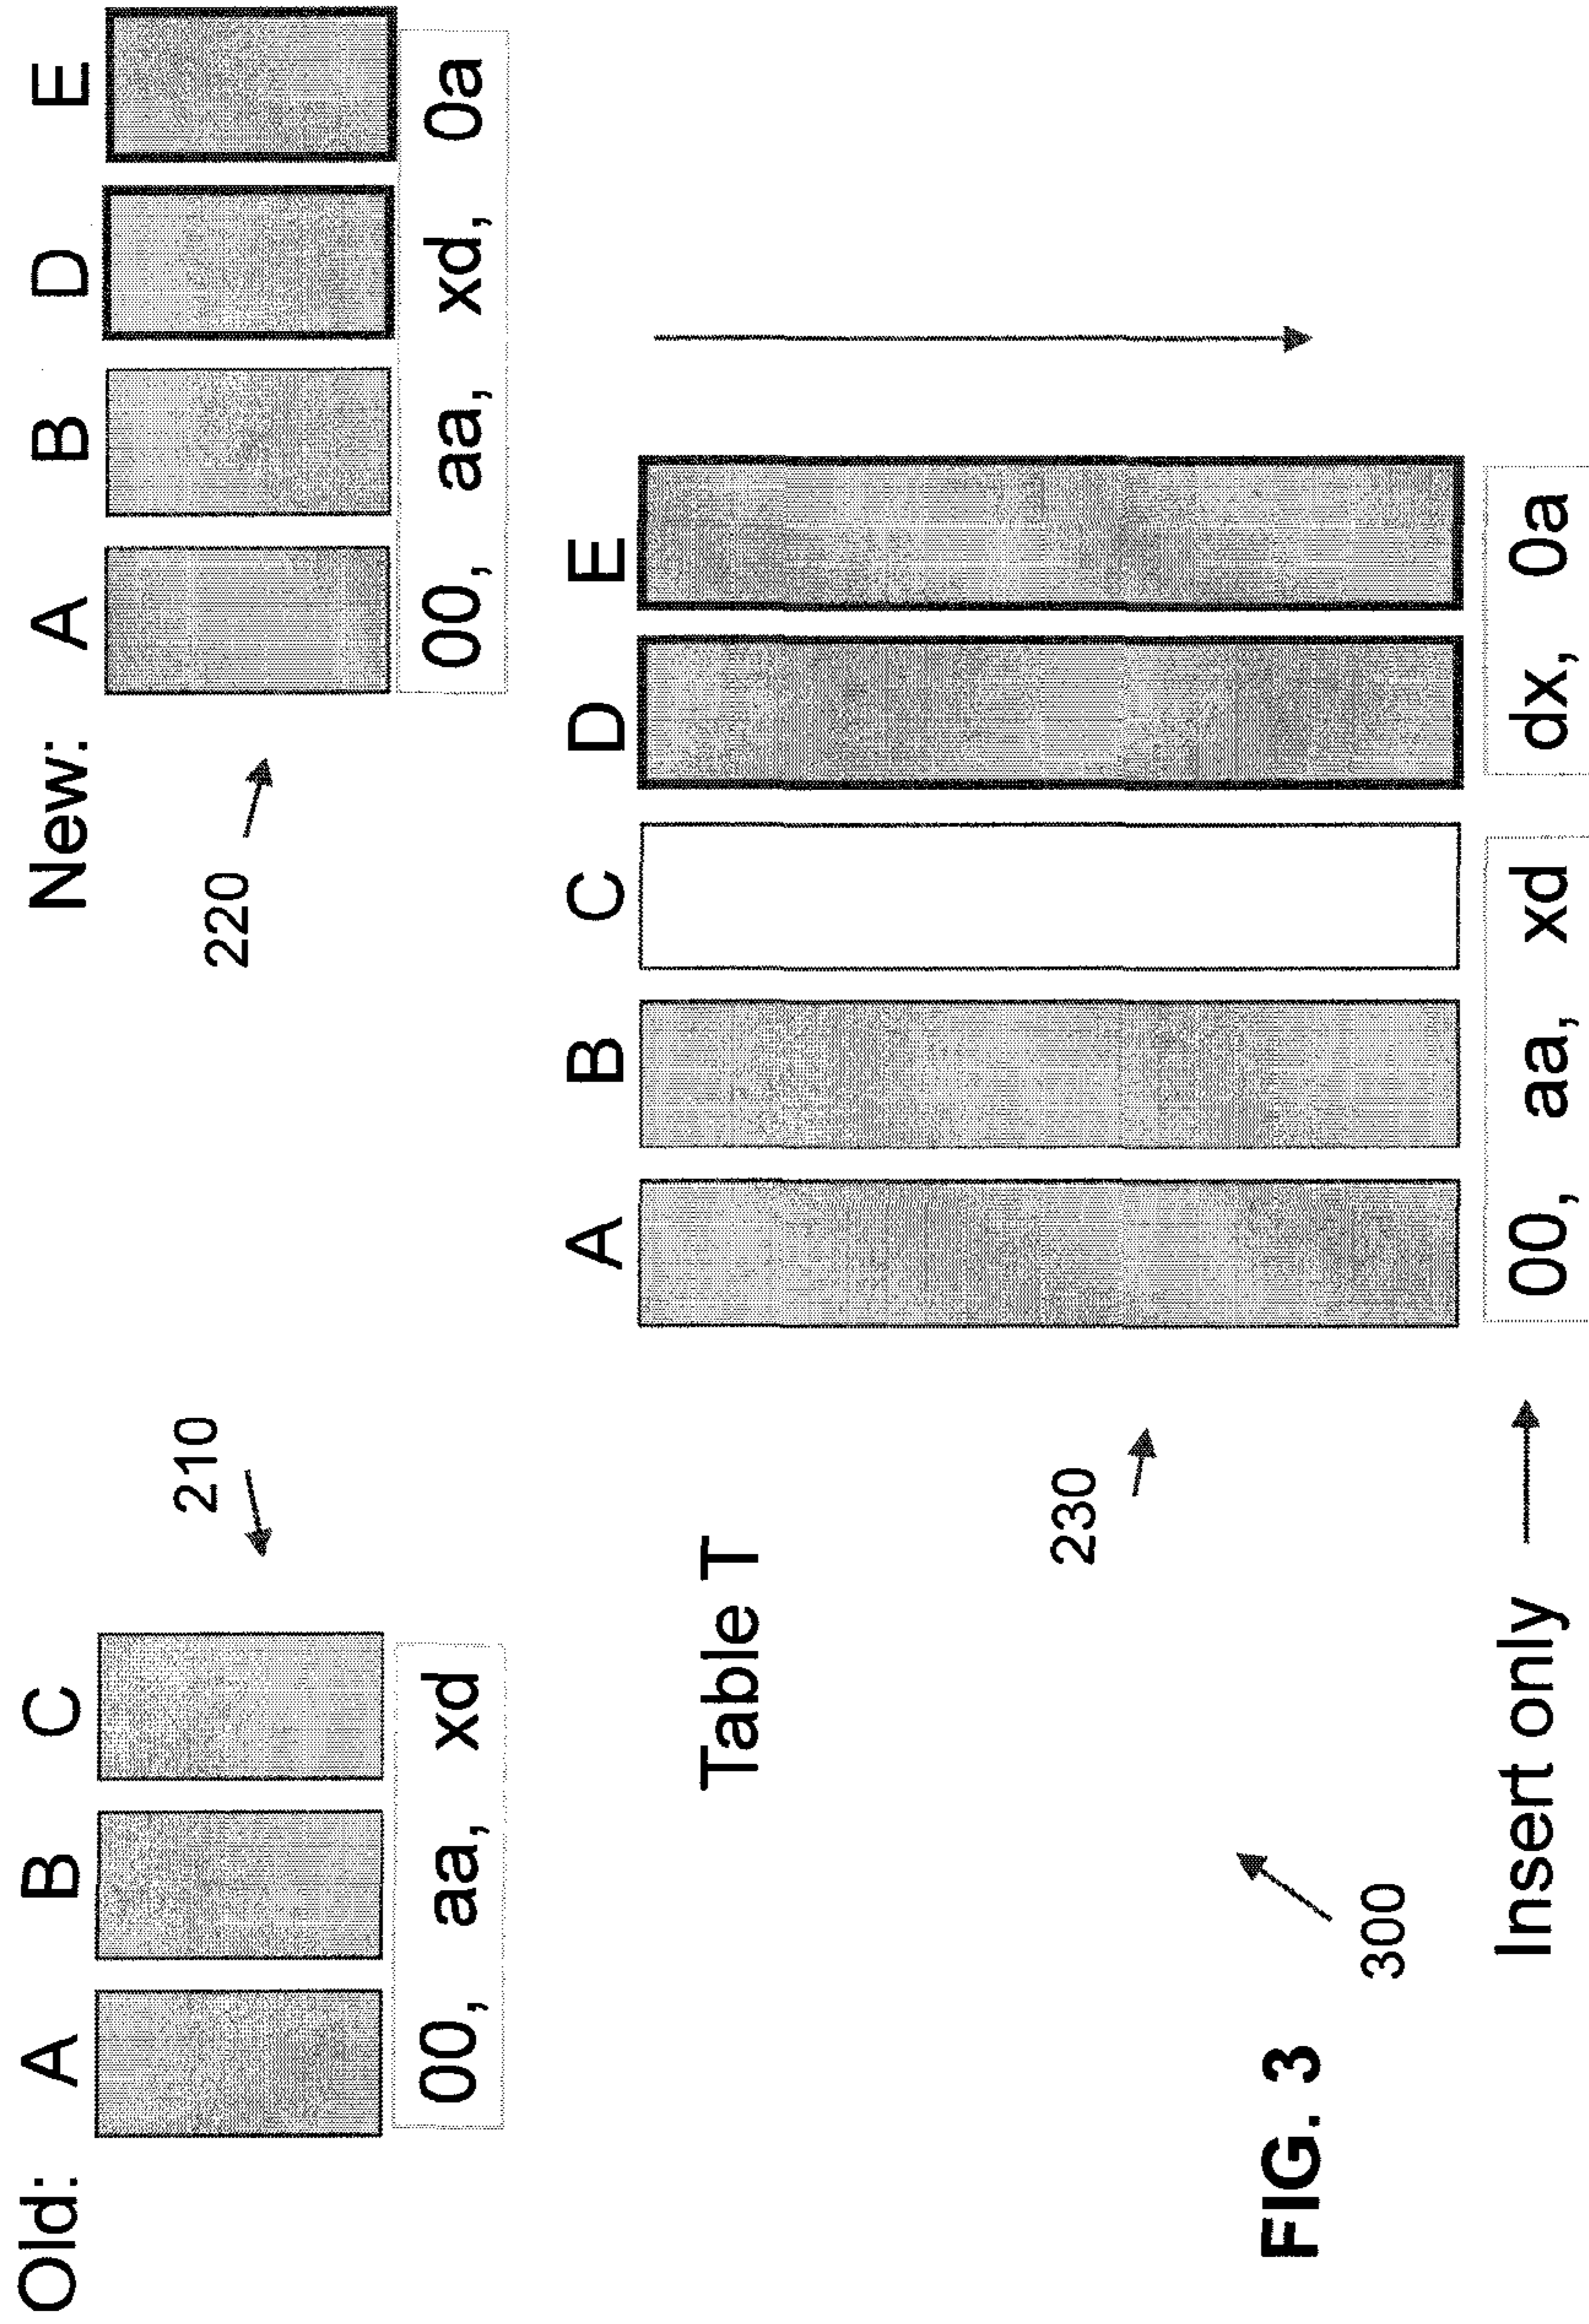 Old: A B C
New: A B D E
210
220
00, aa, xd
00, aa, xd, 0a
Table T
A B C D E
230
300
Insert only
00, aa, xd
dx, 0a
FIG. 3